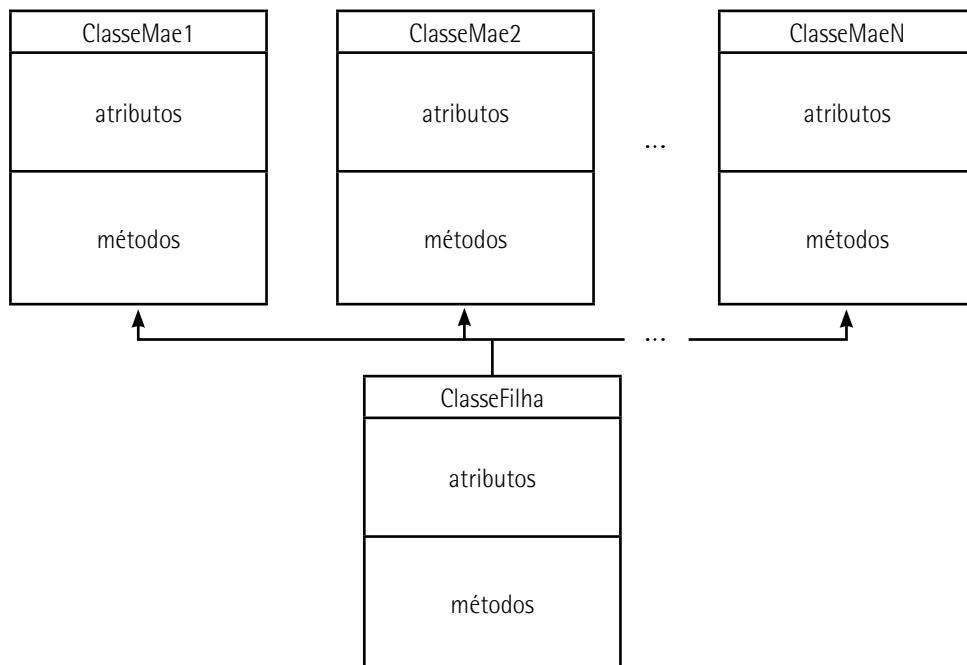 ClasseMae1
ClasseMae2
ClasseMaeN
atributos
atributos
...
atributos
métodos
métodos
métodos
...
ClasseFilha
atributos
métodos